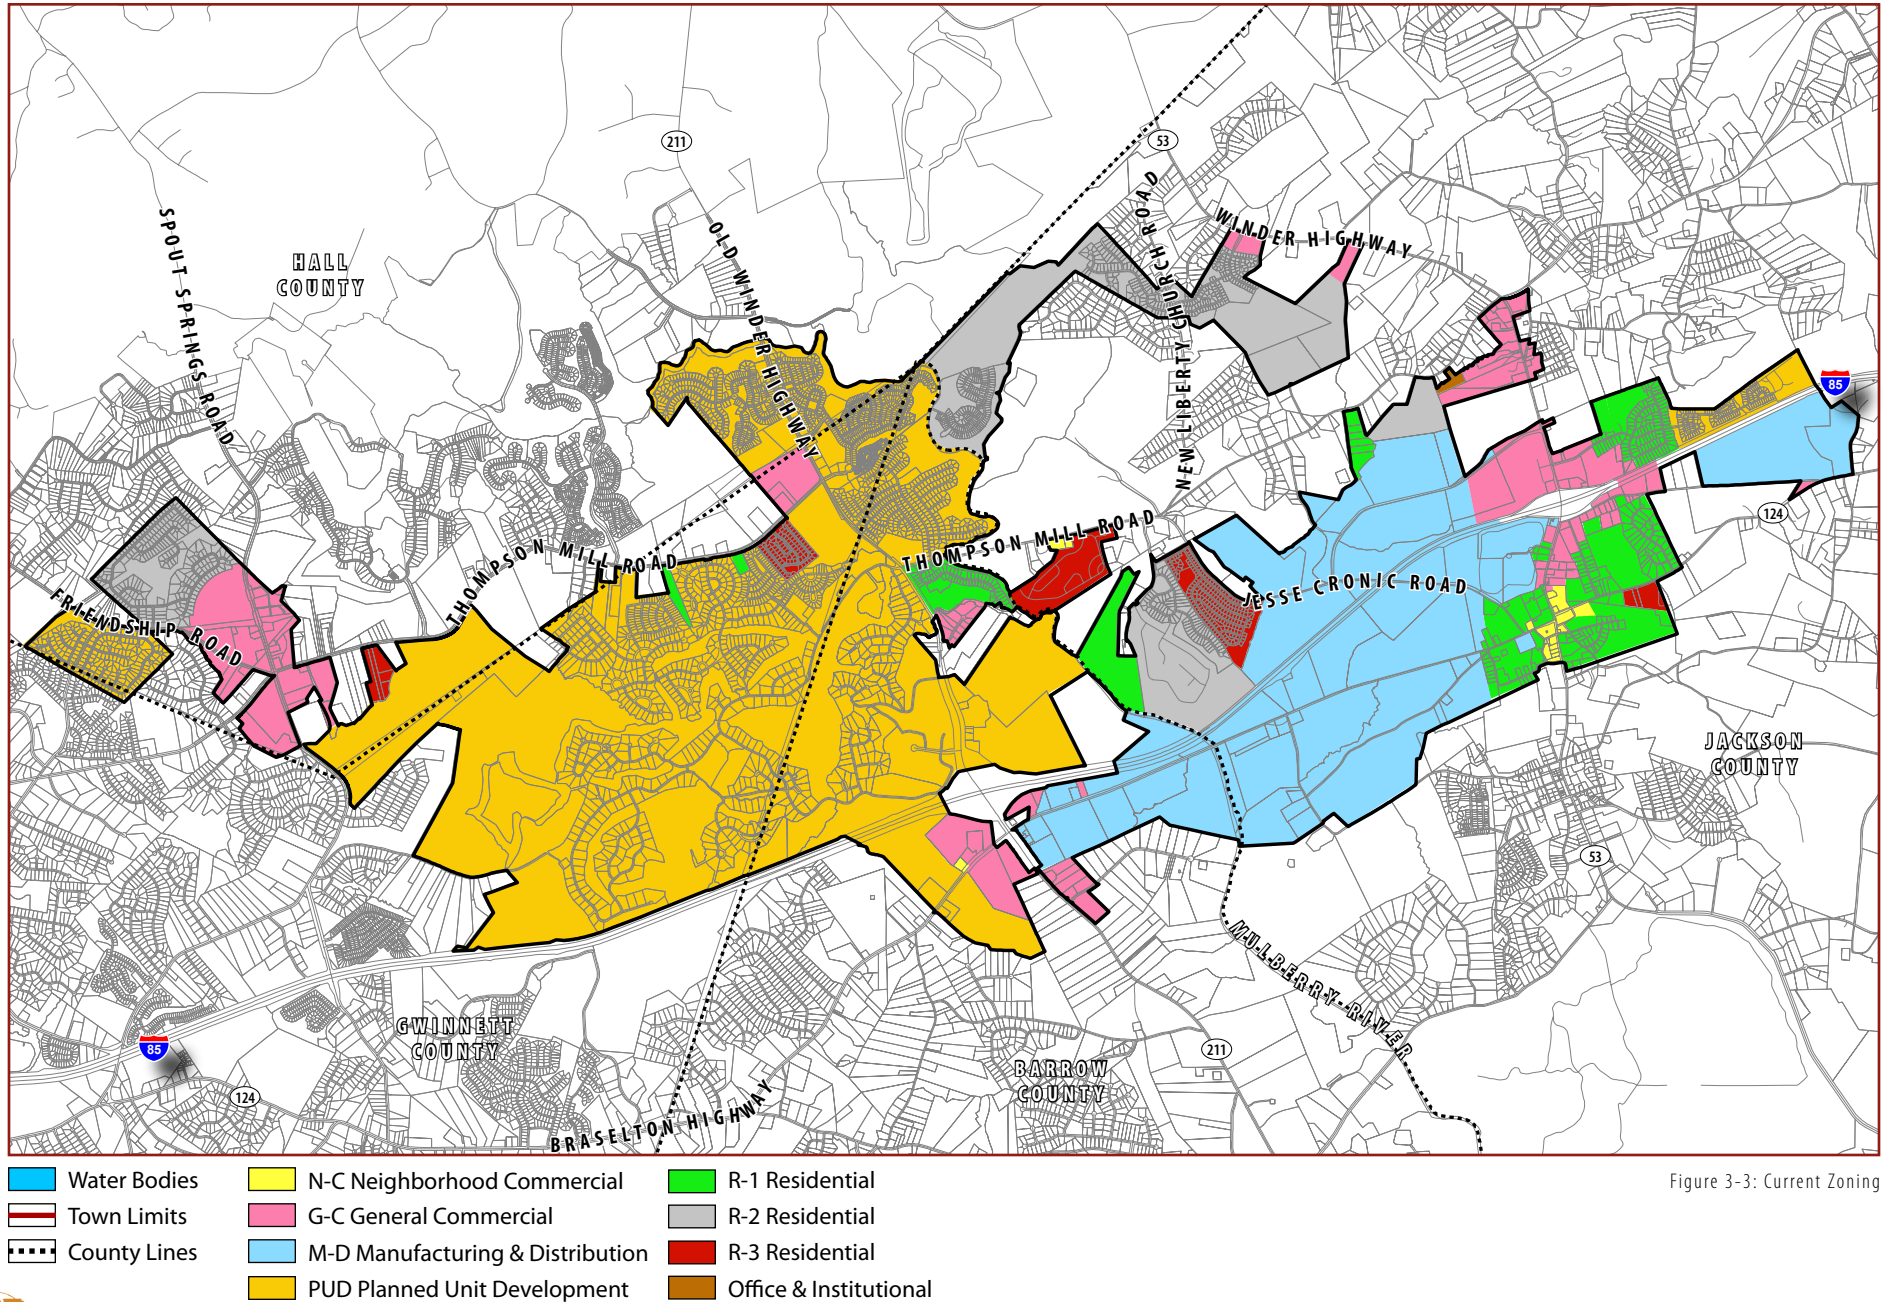 211
53
SPOUT SPRINGS ROAD
OLD WINDER HIGHWAY
NEW LIBERTY CHURCH ROAD
WINDER HIGHWAY
HALL
COUNTY
85
124
THOMPSON MILL ROAD
THOMPSON MILL ROAD
FRIENDSHIP ROAD
JESSE CRONIC ROAD
JACKSON
COUNTY
53
MULBERRY RIVER
GWINNETT
COUNTY
85
211
BARROW
COUNTY
124
BRASELTON HIGHWAY
Water Bodies
Town Limits
County Lines
N-C Neighborhood Commercial
G-C General Commercial
M-D Manufacturing & Distribution
PUD Planned Unit Development
R-1 Residential
R-2 Residential
R-3 Residential
Office & Institutional
Figure 3-3: Current Zoning